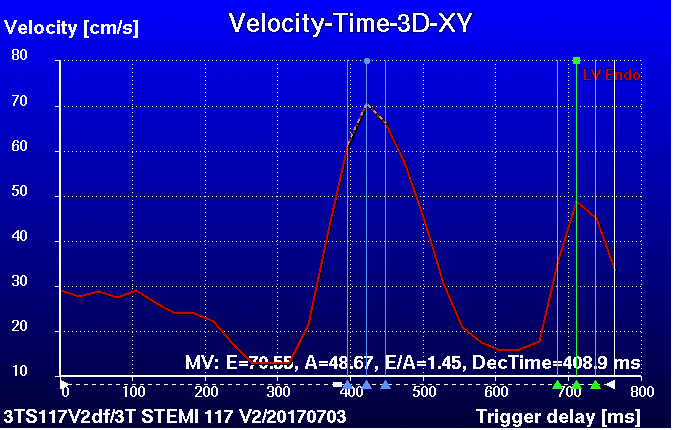 Velocity-Time-3D-XY
Velocity [cm/s]
80
LV Endo
70
60
50
40
30
20
MV: E=70.55, A=48.67, E/A=1.45, DecTime=408.9 ms
10
0 100 200 300 400 500 600 700 800
3TS117V2df/3T STEMI 117 V2/20170703 Trigger delay [ms]